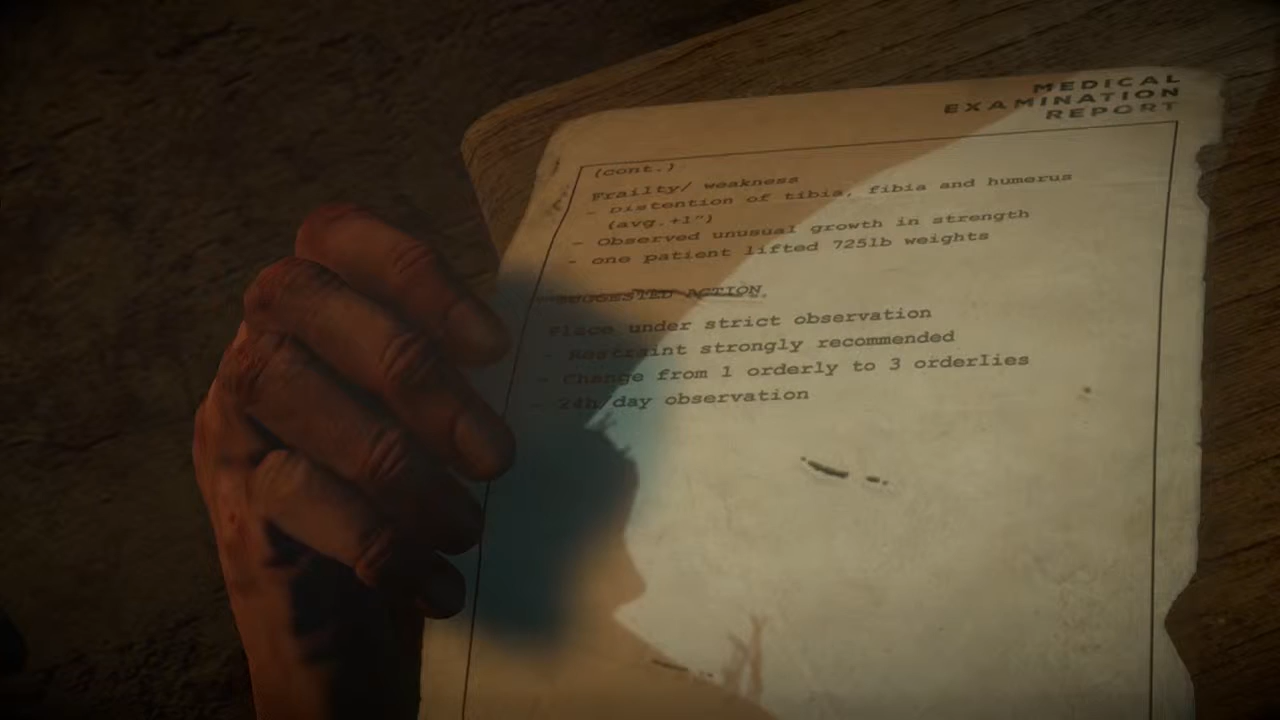 MEDICAL
EXAMINATION
REPORT
(cont.)
Frailty/ weakness
- Distention of tibia, fibia and humerus
(avg.+1")
- Observed unusual growth in strength
- one patient lifted 725lb weights
SUGGESTED ACTION
Place under strict observation
- Restraint strongly recommended
- Change from 1 orderly to 3 orderlies
- 24h/day observation